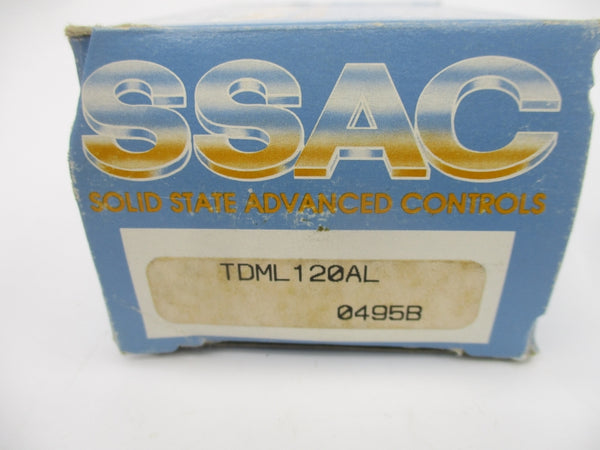 SSAC
SOLID STATE ADVANCED CONTROLS
TDML120AL
0495B